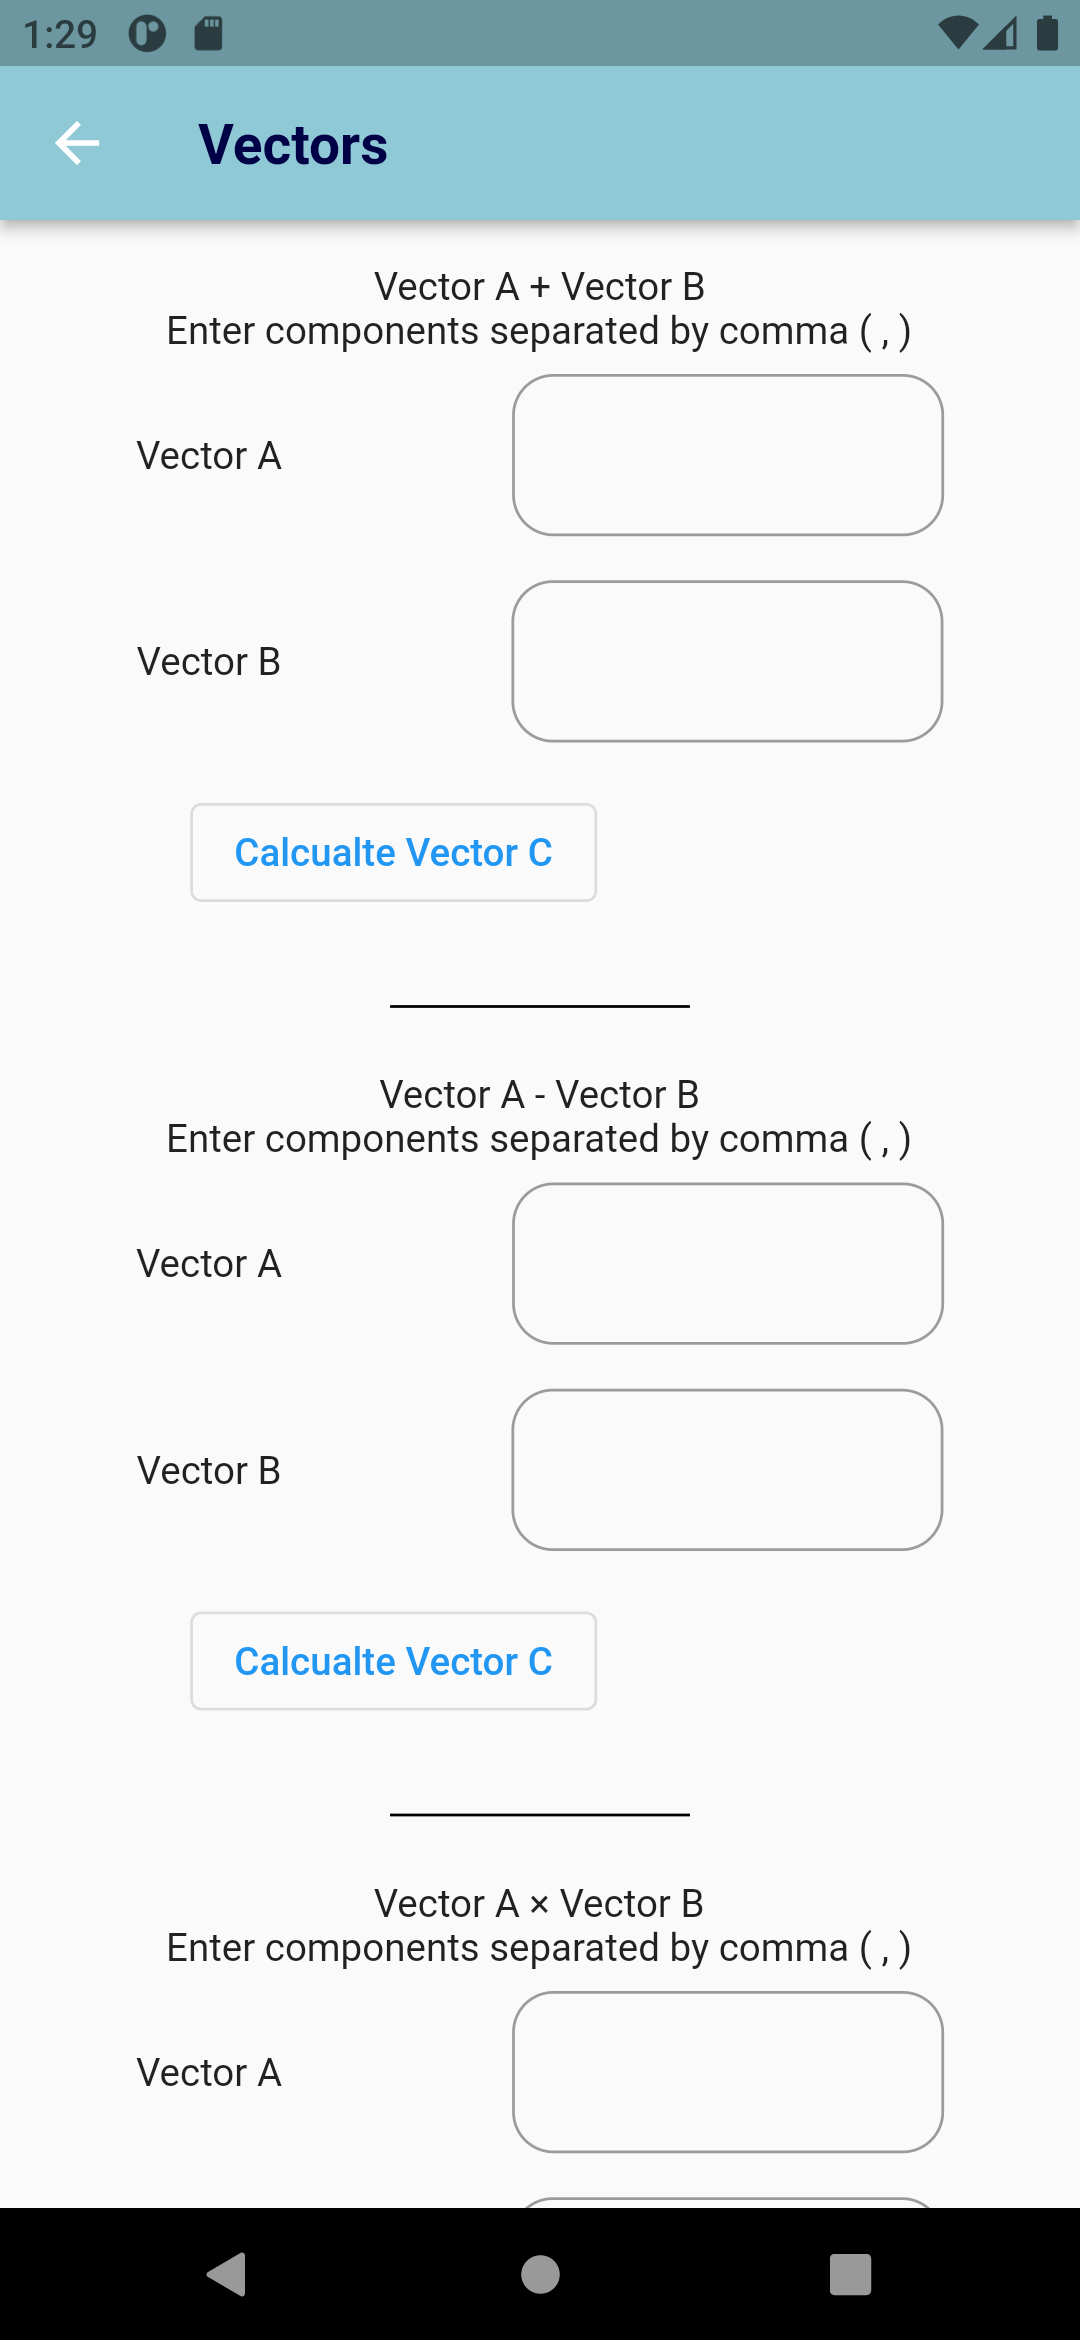 1:29
Vectors
Vector A + Vector B
Enter components separated by comma ( , )
Vector A
Vector B
Calcualte Vector C
Vector A - Vector B
Enter components separated by comma ( , )
Vector A
Vector B
Calcualte Vector C
Vector A × Vector B
Enter components separated by comma ( , )
Vector A